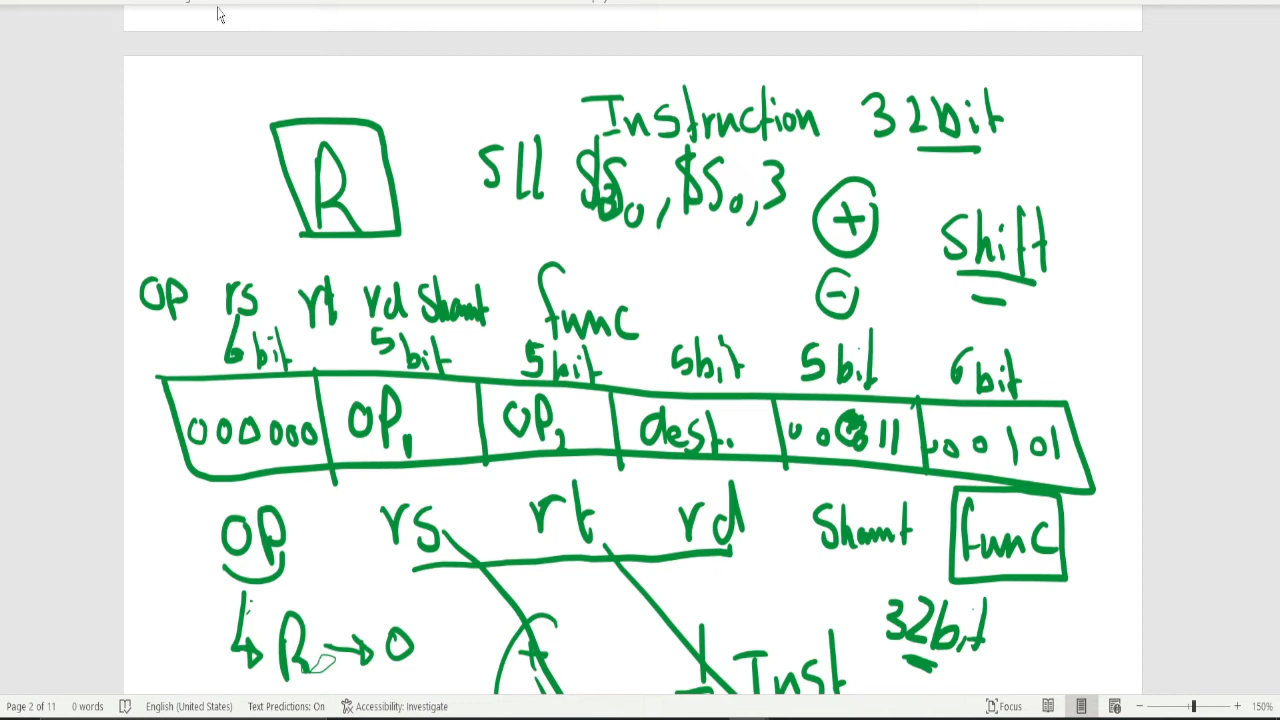 Instruction 32bit
R
sll $s0, $s0, 3
+
shift
-
OP rs rt rd shamt func
6bit 5bit 5bit 5bit 5bit 6bit
000000 OP1 OP2 dest. 11 000101
OP rs rt rd shamt func
32bit
R → 0
+
Inst
Page 2 of 11 0 words English (United States) Text Predictions: On Accessibility: Investigate Focus 150%